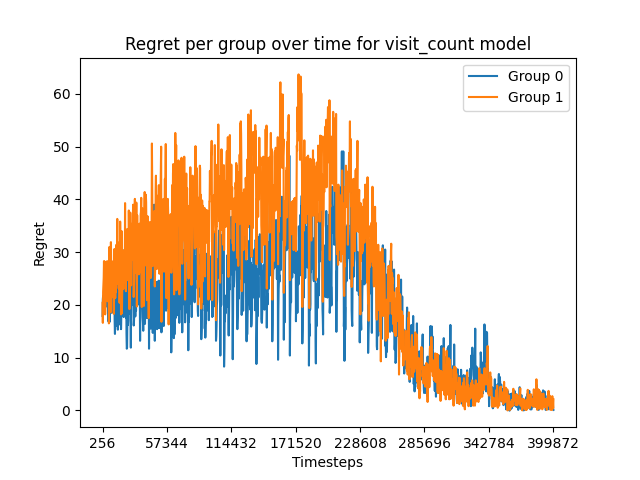 Regret per group over time for visit_count model
Group 0
Group 1
Regret
60
50
40
30
20
10
0
256 57344 114432 171520 228608 285696 342784 399872
Timesteps